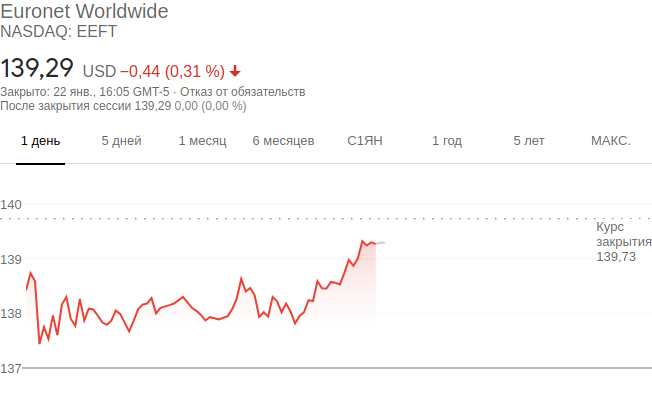 Euronet Worldwide
NASDAQ: EEFT
139,29 USD −0,44 (0,31 %)
Закрыто: 22 янв., 16:05 GMT-5 · Отказ от обязательств
После закрытия сессии 139,29 0,00 (0,00 %)
1 день 5 дней 1 месяц 6 месяцев С1ЯН 1 год 5 лет МАКС.
140
Курс
закрытия
139,73
139
138
137